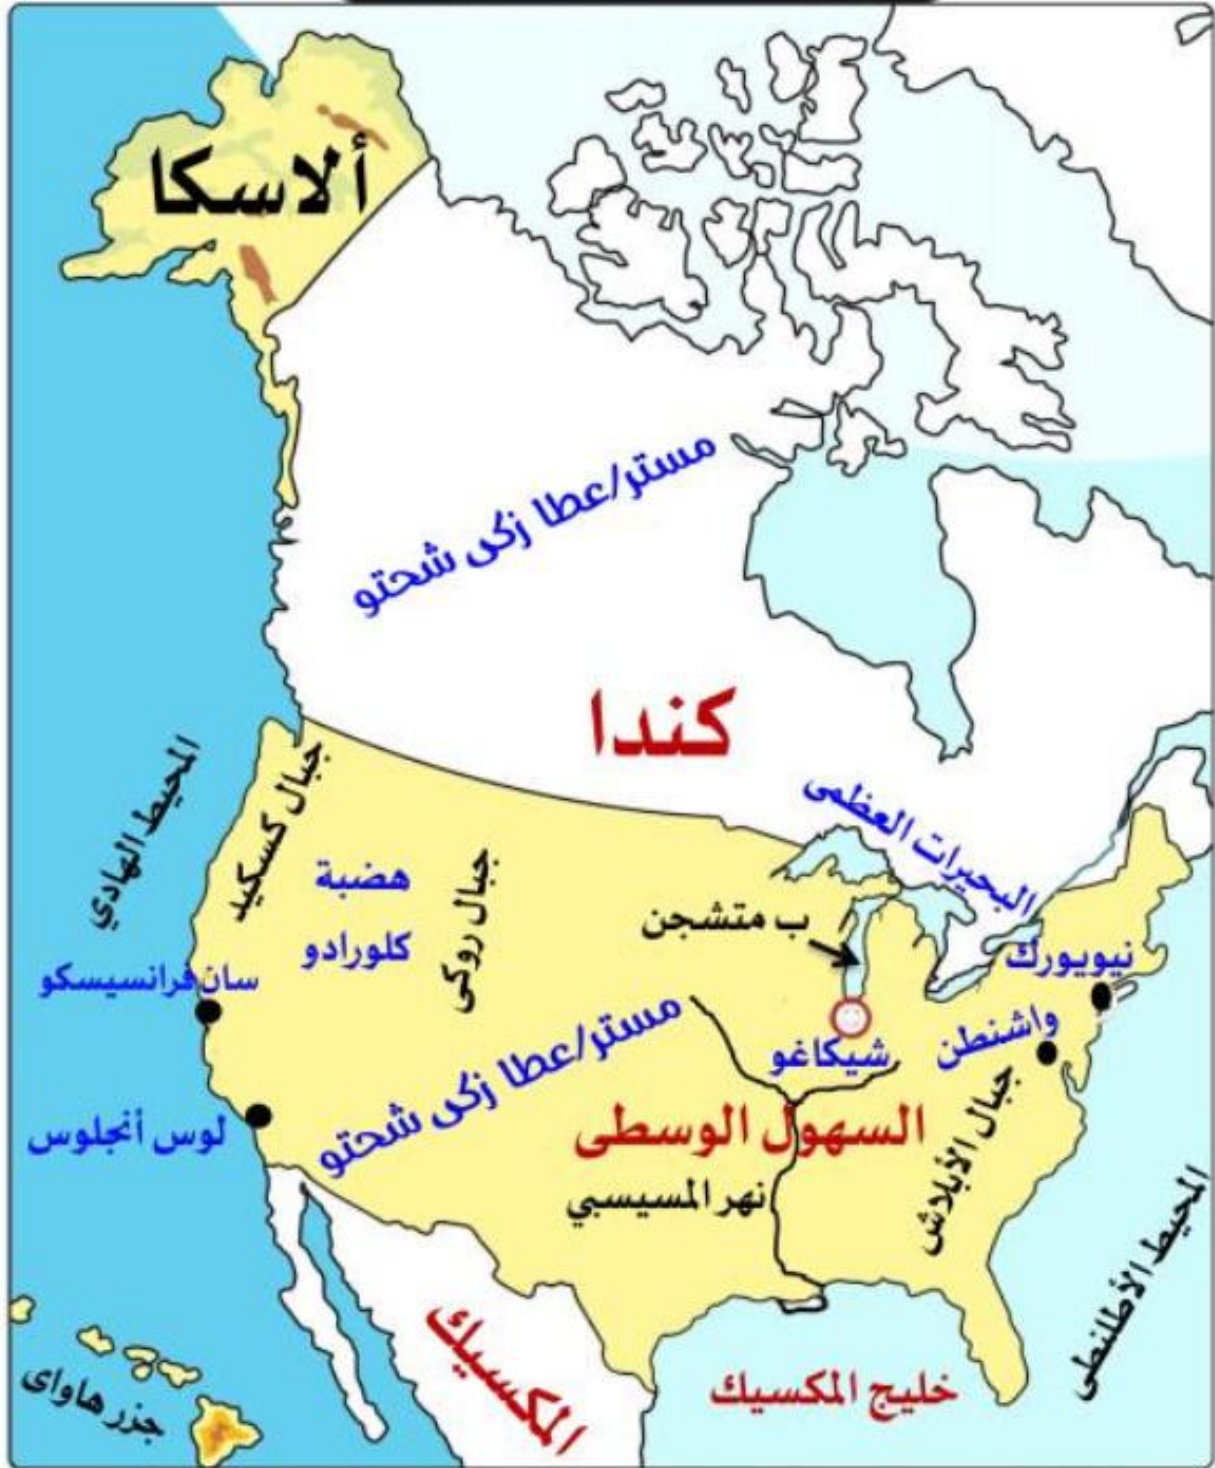 ألاسكا
مستر/عطا زكى شحتو
كندا
البحيرات العظمى
المحيط الهادي
جبال كسكيد
هضبة
كلورادو
جبال روكى
ب متشجن
نيويورك
سان فرانسيسكو
واشنطن
شيكاغو
مستر/عطا زكى شحتو
لوس أنجلوس
السهول الوسطى
جبال الأبلاش
نهر المسيسبي
المحيط الأطلنطى
المكسيك
خليج المكسيك
جزر هاواى